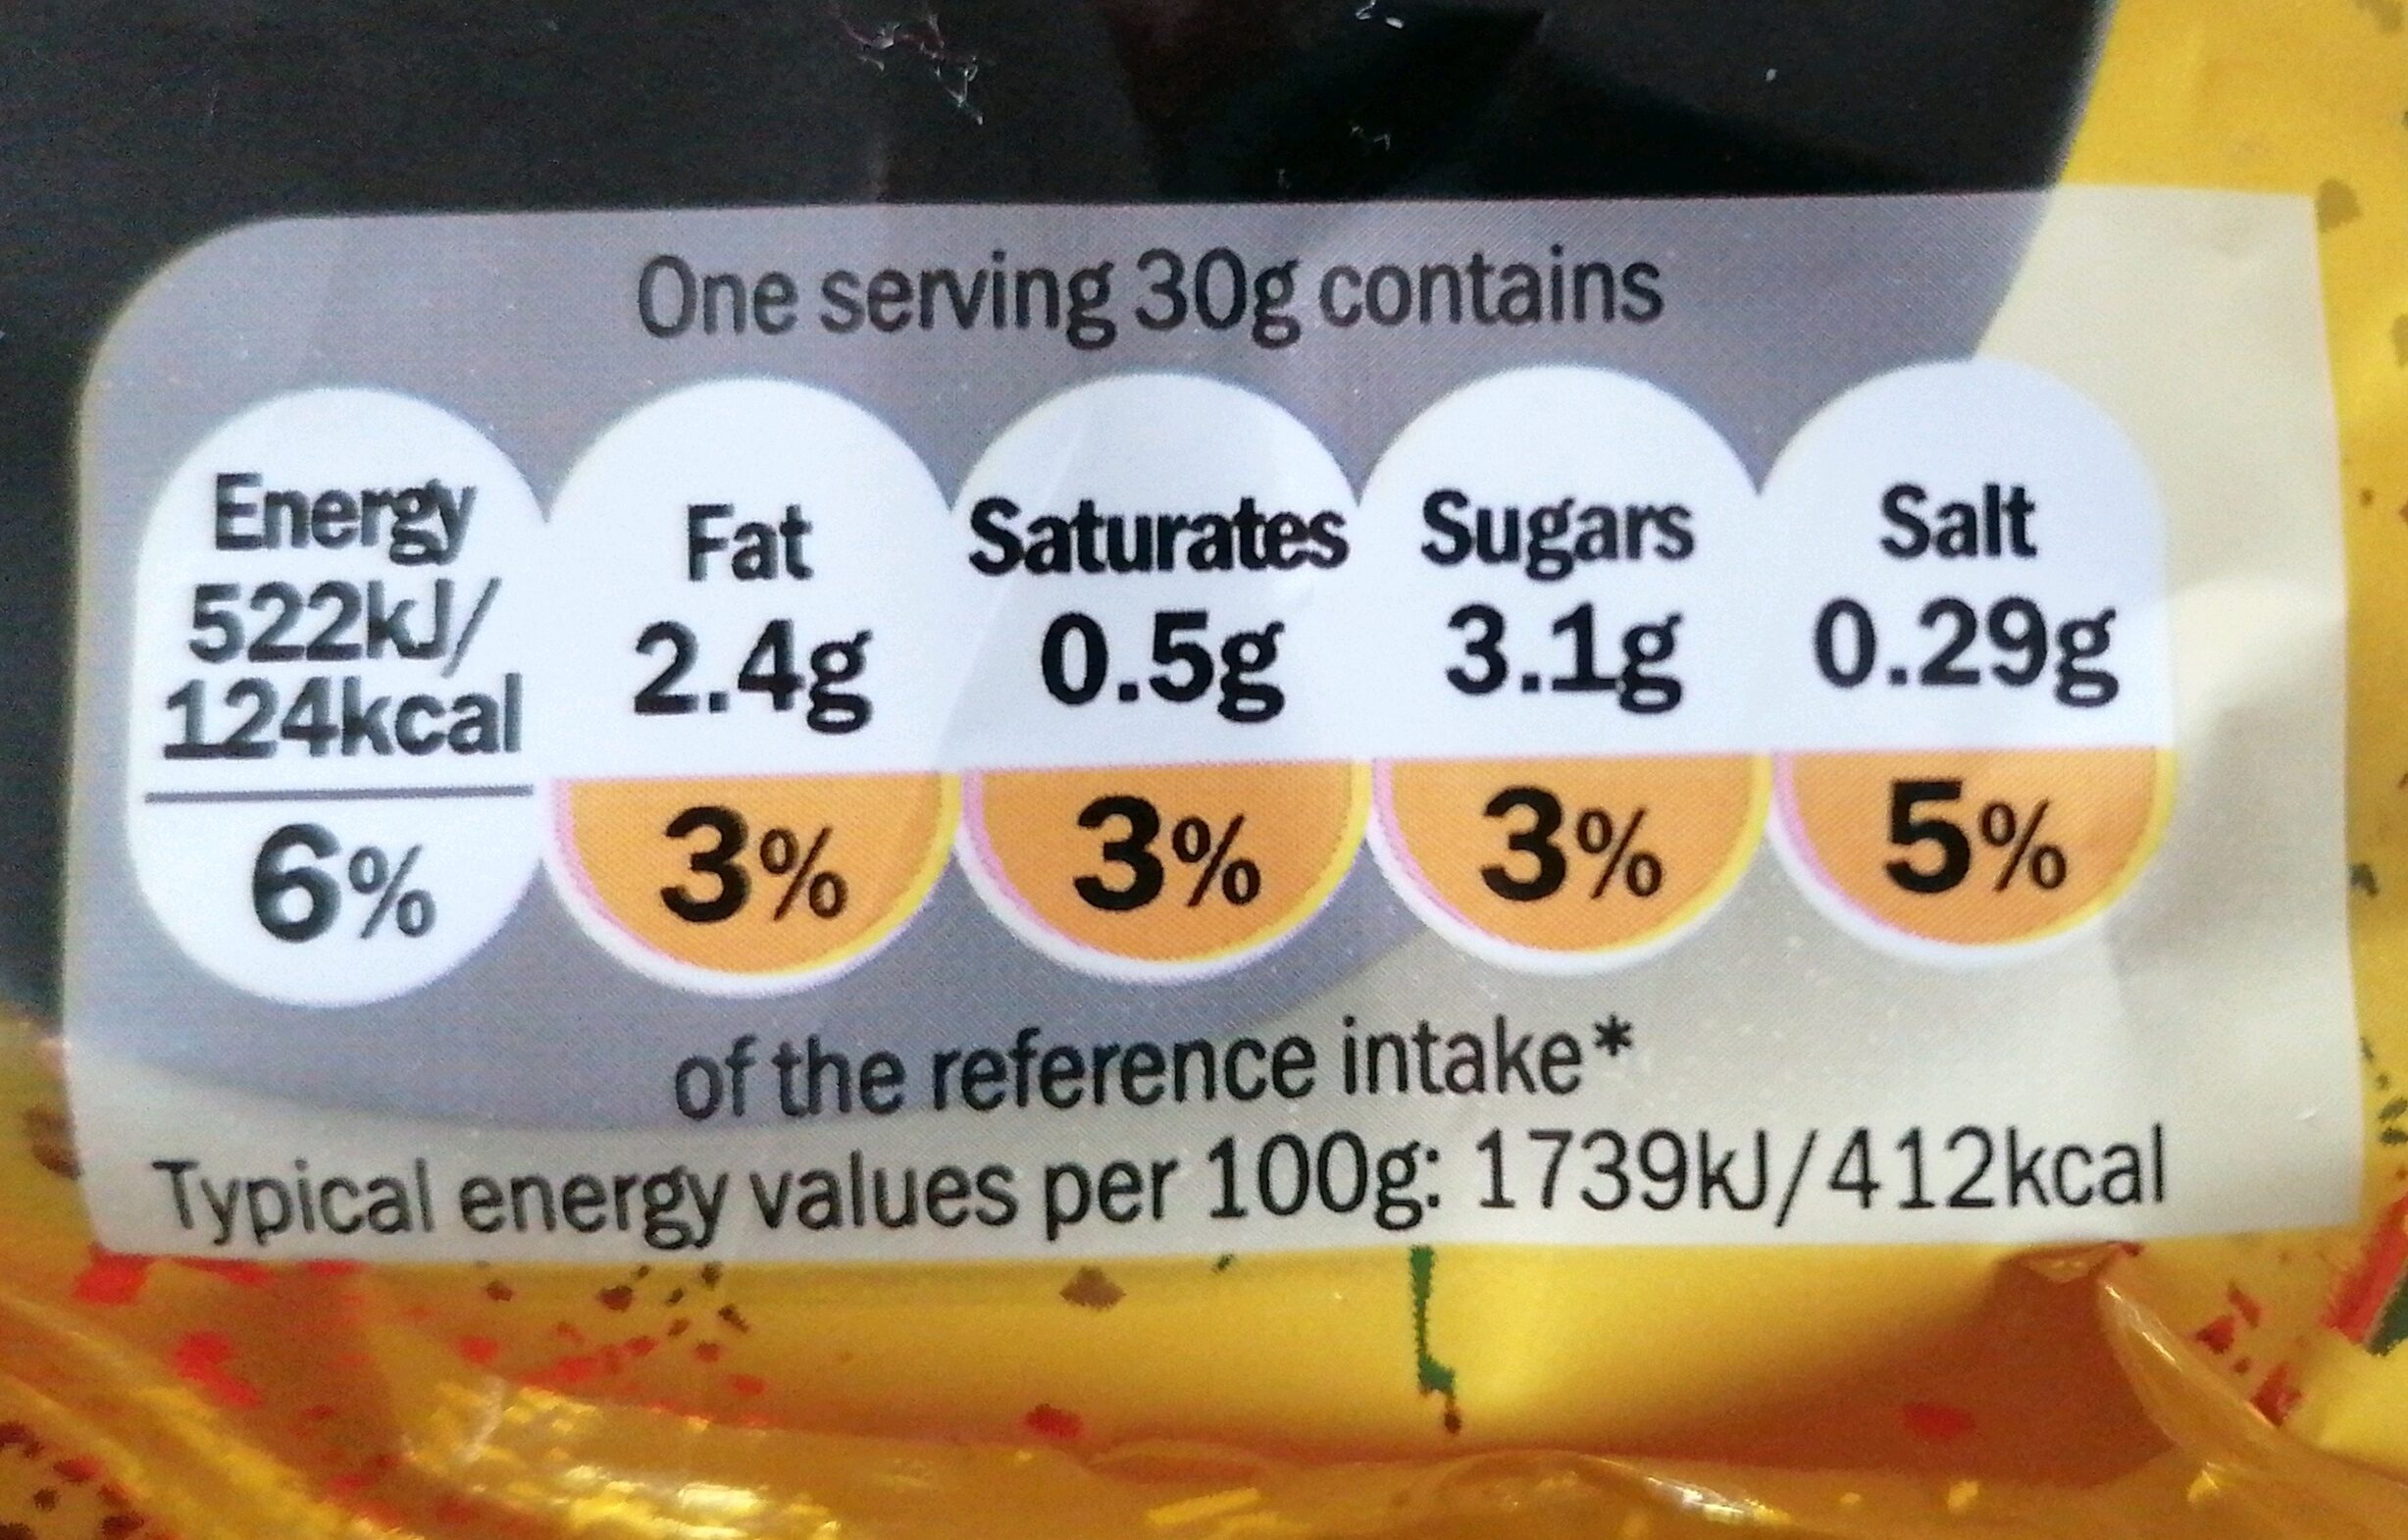 One serving 30g contains
Energy
522kJ/
124kcal
6%
Fat
2.4g
3%
Saturates
0.5g
3%
Sugars
3.1g
3%
Salt
0.29g
5%
of the reference intake*
Typical energy values per 100g: 1739kJ/412kcal